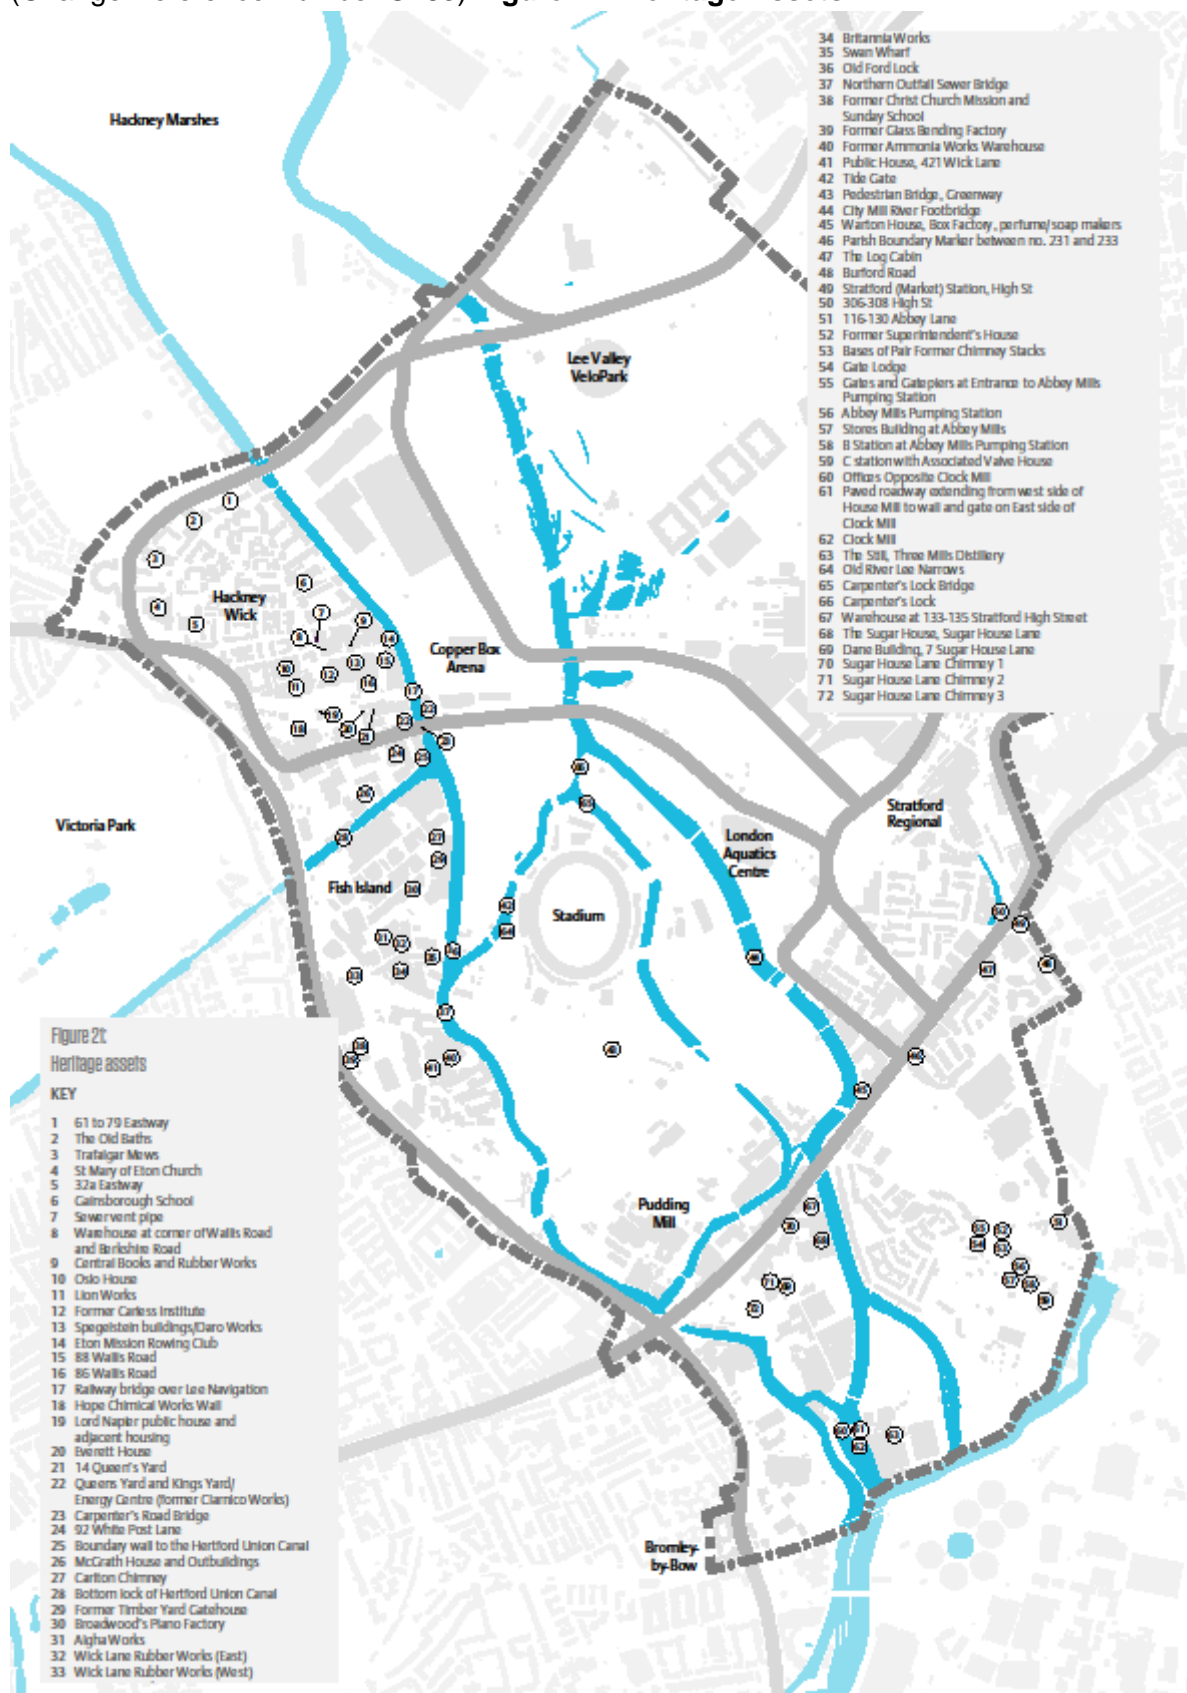 Hackney Marshes
Lee Valley
VeloPark
Hackney
Wick
Copper Box
Arena
Victoria Park
Stratford
Regional
London
Aquatics
Centre
Fish Island
Stadium
Pudding
Mill
Bromley-
by-Bow
34 Britannia Works
35 Swan Wharf
36 Old Ford Lock
37 Northern Outfall Sewer Bridge
38 Former Christ Church Mission and
Sunday School
39 Former Glass Bending Factory
40 Former Ammonia Works Warehouse
41 Public House, 421 Wick Lane
42 Tide Gate
43 Pedestrian Bridge, Greenway
44 City Mill River Footbridge
45 Warton House, Box Factory, perfume/soap makers
46 Parish Boundary Marker between no. 231 and 233
47 The Log Cabin
48 Burford Road
49 Stratford (Market) Station, High St
50 306-308 High St
51 116-130 Abbey Lane
52 Former Superintendent's House
53 Bases of Pair Former Chimney Stacks
54 Gate Lodge
55 Gates and Gatepiers at Entrance to Abbey Mills
Pumping Station
56 Abbey Mills Pumping Station
57 Stores Building at Abbey Mills
58 B Station at Abbey Mills Pumping Station
59 C station with Associated Valve House
60 Offices Opposite Clock Mill
61 Paved roadway extending from west side of
House Mill to wall and gate on East side of
Clock Mill
62 Clock Mill
63 The Still, Three Mills Distillery
64 Old River Lee Narrows
65 Carpenter's Lock Bridge
66 Carpenter's Lock
67 Warehouse at 133-135 Stratford High Street
68 The Sugar House, Sugar House Lane
69 Dane Building, 7 Sugar House Lane
70 Sugar House Lane Chimney 1
71 Sugar House Lane Chimney 2
72 Sugar House Lane Chimney 3
Figure 2t:
Heritage assets
KEY
1 61 to 79 Eastway
2 The Old Baths
3 Trafalgar Mews
4 St Mary of Eton Church
5 32a Eastway
6 Gainsborough School
7 Sewer vent pipe
8 Warehouse at corner of Wallis Road
and Berkshire Road
9 Central Books and Rubber Works
10 Oslo House
11 Lion Works
12 Former Carless Institute
13 Spegelstein buildings/Daro Works
14 Eton Mission Rowing Club
15 88 Wallis Road
16 86 Wallis Road
17 Railway bridge over Lee Navigation
18 Hope Chimical Works Wall
19 Lord Napier public house and
adjacent housing
20 Everett House
21 14 Queen's Yard
22 Queens Yard and Kings Yard/
Energy Centre (former Clarnico Works)
23 Carpenter's Road Bridge
24 92 White Post Lane
25 Boundary wall to the Hertford Union Canal
26 McGrath House and Outbuildings
27 Carlton Chimney
28 Bottom lock of Hertford Union Canal
29 Former Timber Yard Gatehouse
30 Broadwood's Piano Factory
31 Algha Works
32 Wick Lane Rubber Works (East)
33 Wick Lane Rubber Works (West)